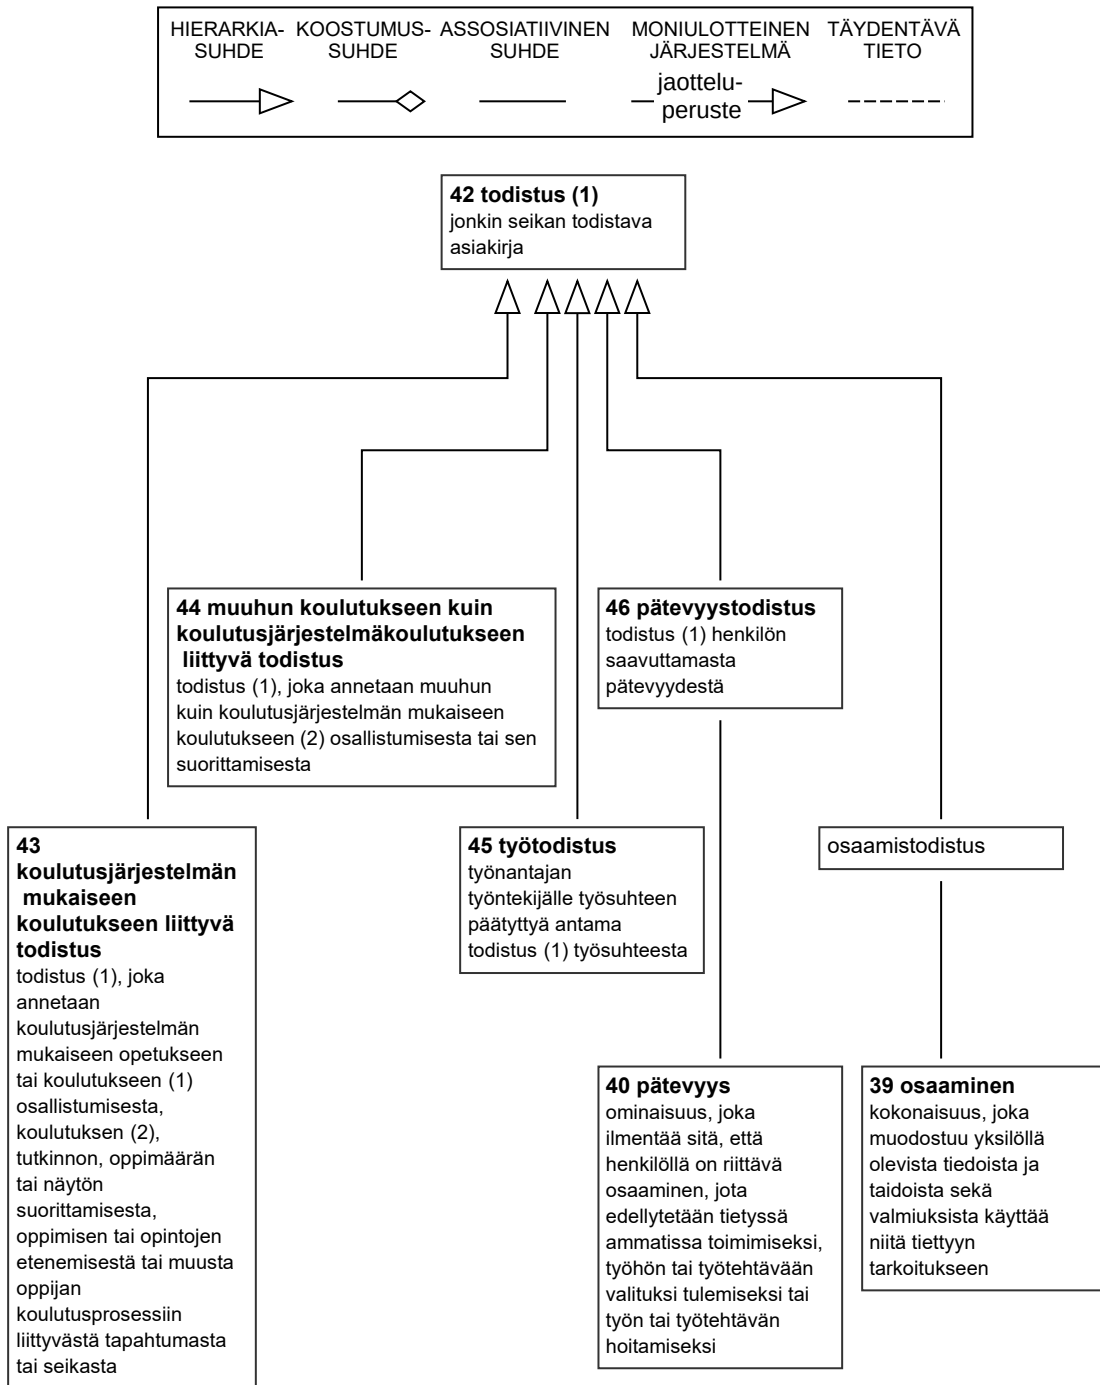 HIERARKIA-
SUHDE
KOOSTUMUS-
SUHDE
ASSOSIATIIVINEN
SUHDE
MONIULOTTEINEN
JÄRJESTELMÄ
TÄYDENTÄVÄ
TIETO
jaottelu-
peruste
42 todistus (1)
jonkin seikan todistava
asiakirja
44 muuhun koulutukseen kuin
koulutusjärjestelmäkoulutukseen
liittyvä todistus
todistus (1), joka annetaan muuhun
kuin koulutusjärjestelmän mukaiseen
koulutukseen (2) osallistumisesta tai sen
suorittamisesta
46 pätevyystodistus
todistus (1) henkilön
saavuttamasta
pätevyydestä
43
koulutusjärjestelmän
mukaiseen
koulutukseen liittyvä
todistus
todistus (1), joka
annetaan
koulutusjärjestelmän
mukaiseen opetukseen
tai koulutukseen (1)
osallistumisesta,
koulutuksen (2),
tutkinnon, oppimäärän
tai näytön
suorittamisesta,
oppimisen tai opintojen
etenemisestä tai muusta
oppijan
koulutusprosessiin
liittyvästä tapahtumasta
tai seikasta
45 työtodistus
työnantajan
työntekijälle työsuhteen
päätyttyä antama
todistus (1) työsuhteesta
osaamistodistus
40 pätevyys
ominaisuus, joka
ilmentää sitä, että
henkilöllä on riittävä
osaaminen, jota
edellytetään tietyssä
ammatissa toimimiseksi,
työhön tai työtehtävään
valituksi tulemiseksi tai
työn tai työtehtävän
hoitamiseksi
39 osaaminen
kokonaisuus, joka
muodostuu yksilöllä
olevista tiedoista ja
taidoista sekä
valmiuksista käyttää
niitä tiettyyn
tarkoitukseen